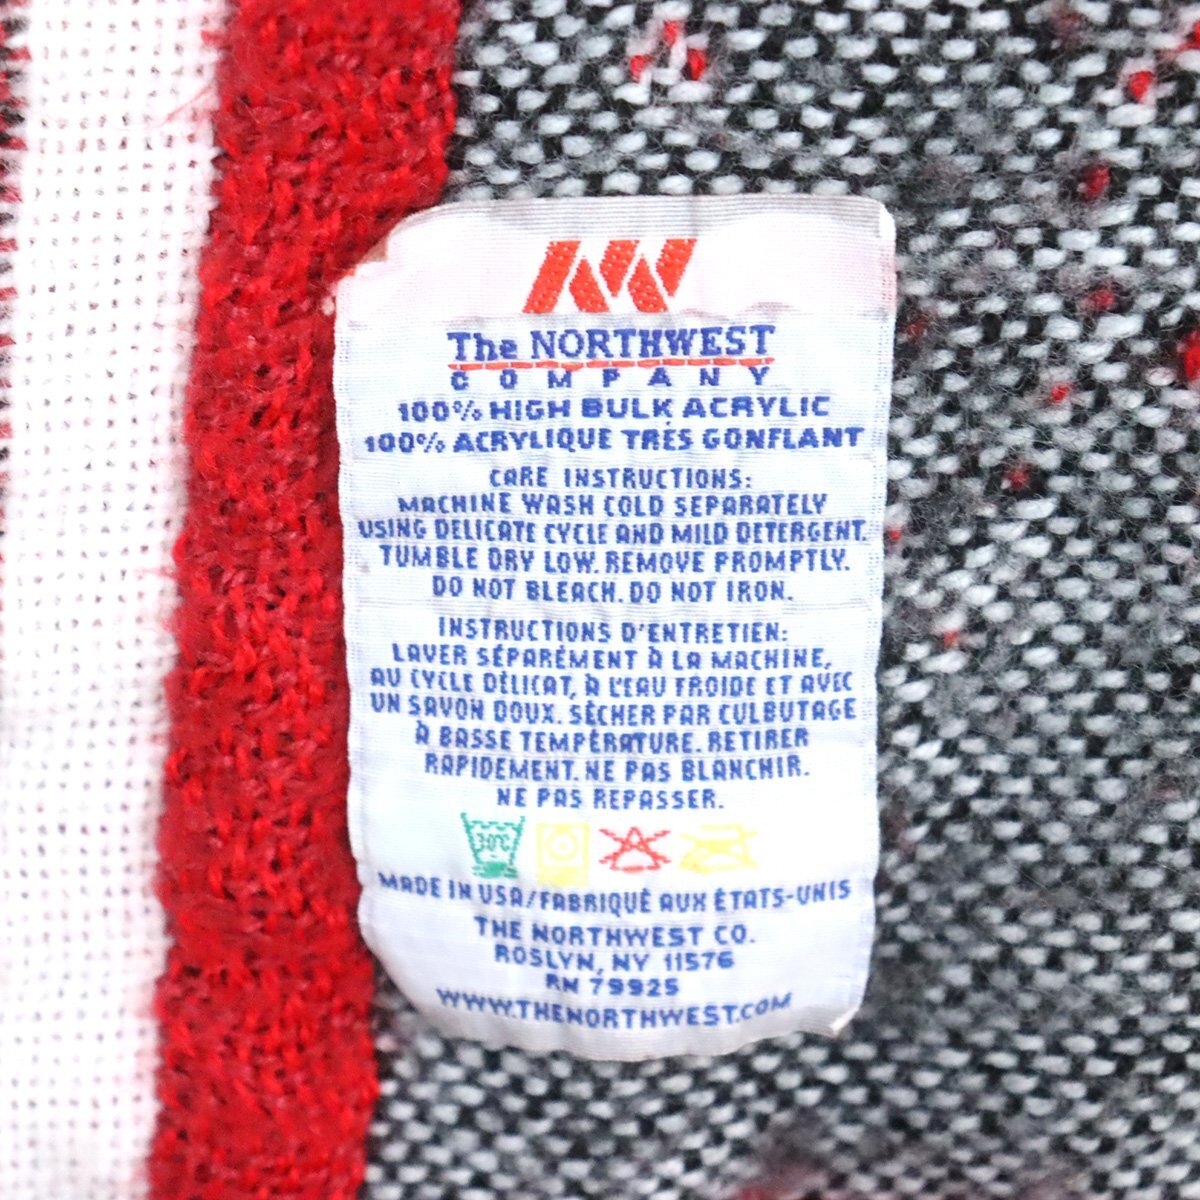 The NORTHWEST
COMPANY
100% HIGH BULK ACRYLIC
100% ACRYLIQUE TRÉS GONFLANT
CARE INSTRUCTIONS:
MACHINE WASH COLD SEPARATELY
USING DELICATE CYCLE AND MILD DETERGENT.
TUMBLE DRY LOW. REMOVE PROMPTLY.
DO NOT BLEACH. DO NOT IRON.
INSTRUCTIONS D'ENTRETIEN:
LAVER SÉPARÉMENT À LA MACHINE,
AU CYCLE DÉLICAT, À L'EAU FROIDE ET AVEC
UN SAVON DOUX. SÈCHER PAR CULBUTAGE
À BASSE TEMPÉRATURE. RETIRER
RAPIDEMENT. NE PAS BLANCHIR.
NE PAS REPASSER.
30°C
MADE IN USA/FABRIQUÉ AUX ÉTATS-UNIS
THE NORTHWEST CO.
ROSLYN, NY 11576
RN 79925
WWW.THENORTHWEST.COM